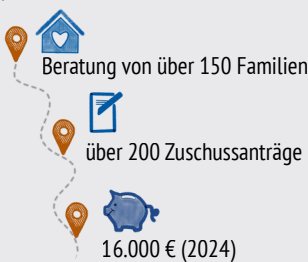 Beratung von über 150 Familien
über 200 Zuschussanträge
16.000 € (2024)